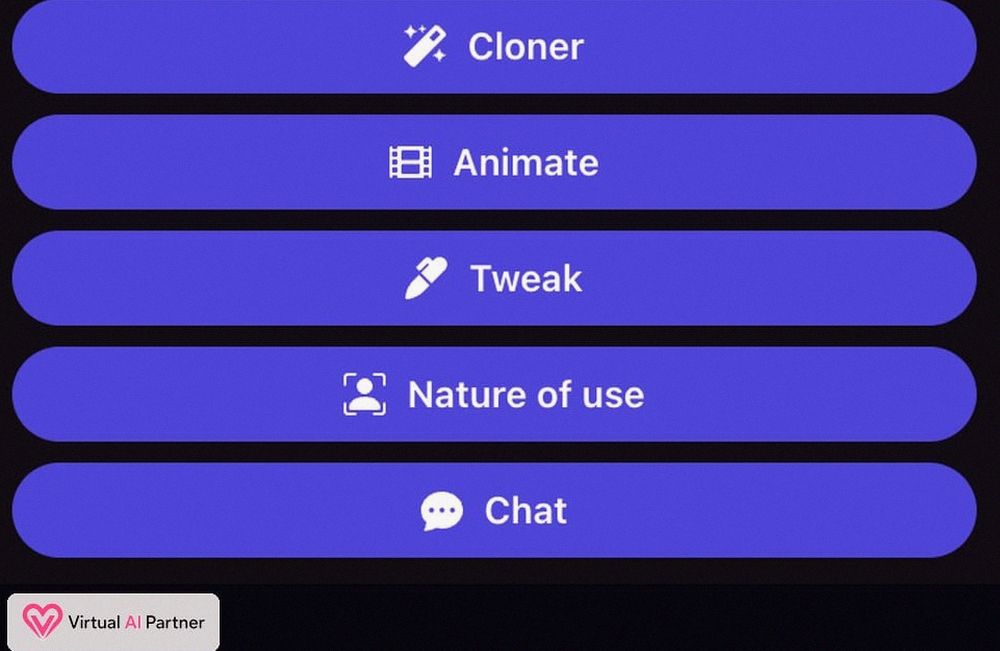 Cloner
Animate
Tweak
Nature of use
Chat
Virtual AI Partner